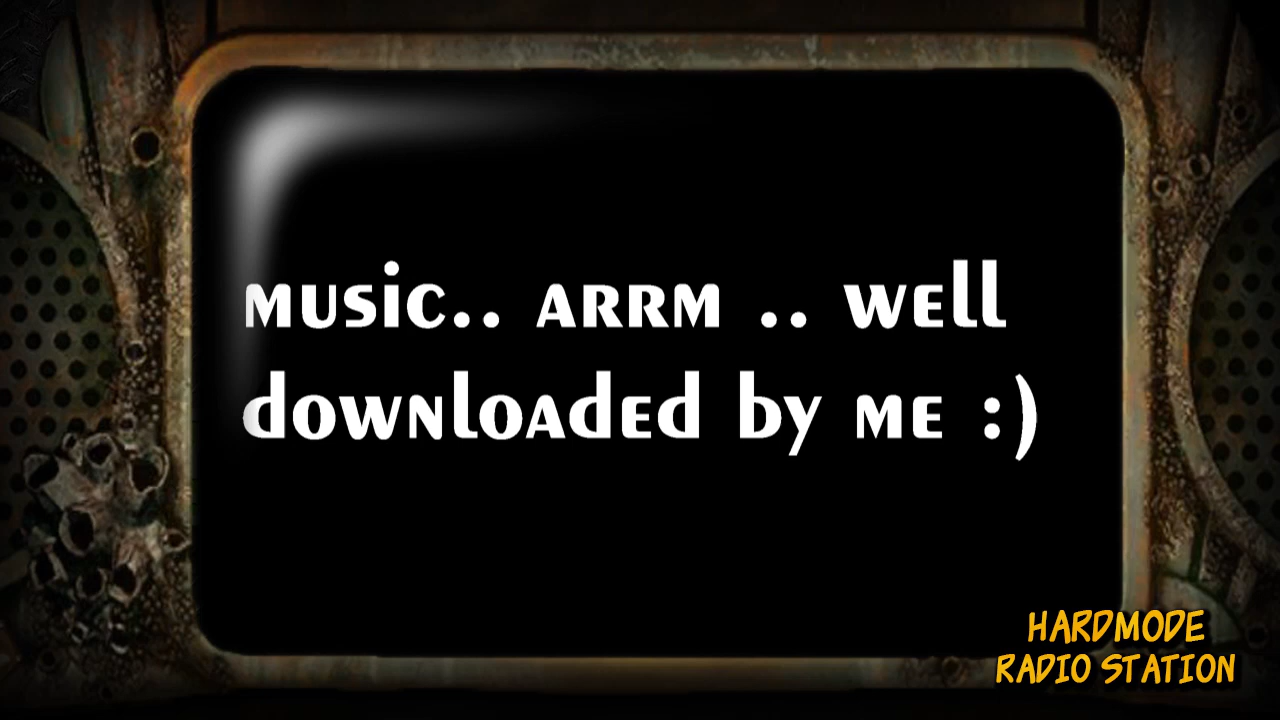 music.. arrm .. well
downloaded by me :)
HARDMODE
RADIO STATION